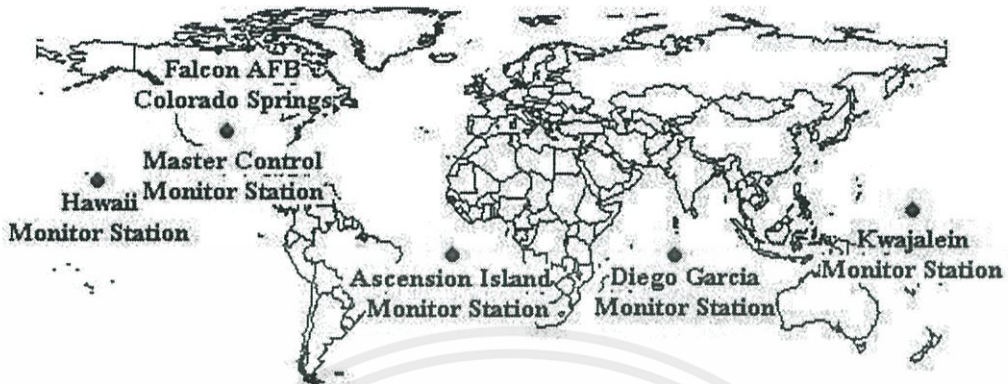 Falcon AFB
Colorado Springs
Master Control
Monitor Station
Hawaii
Monitor Station
Ascension Island
Monitor Station
Diego Garcia
Monitor Station
Kwajalein
Monitor Station